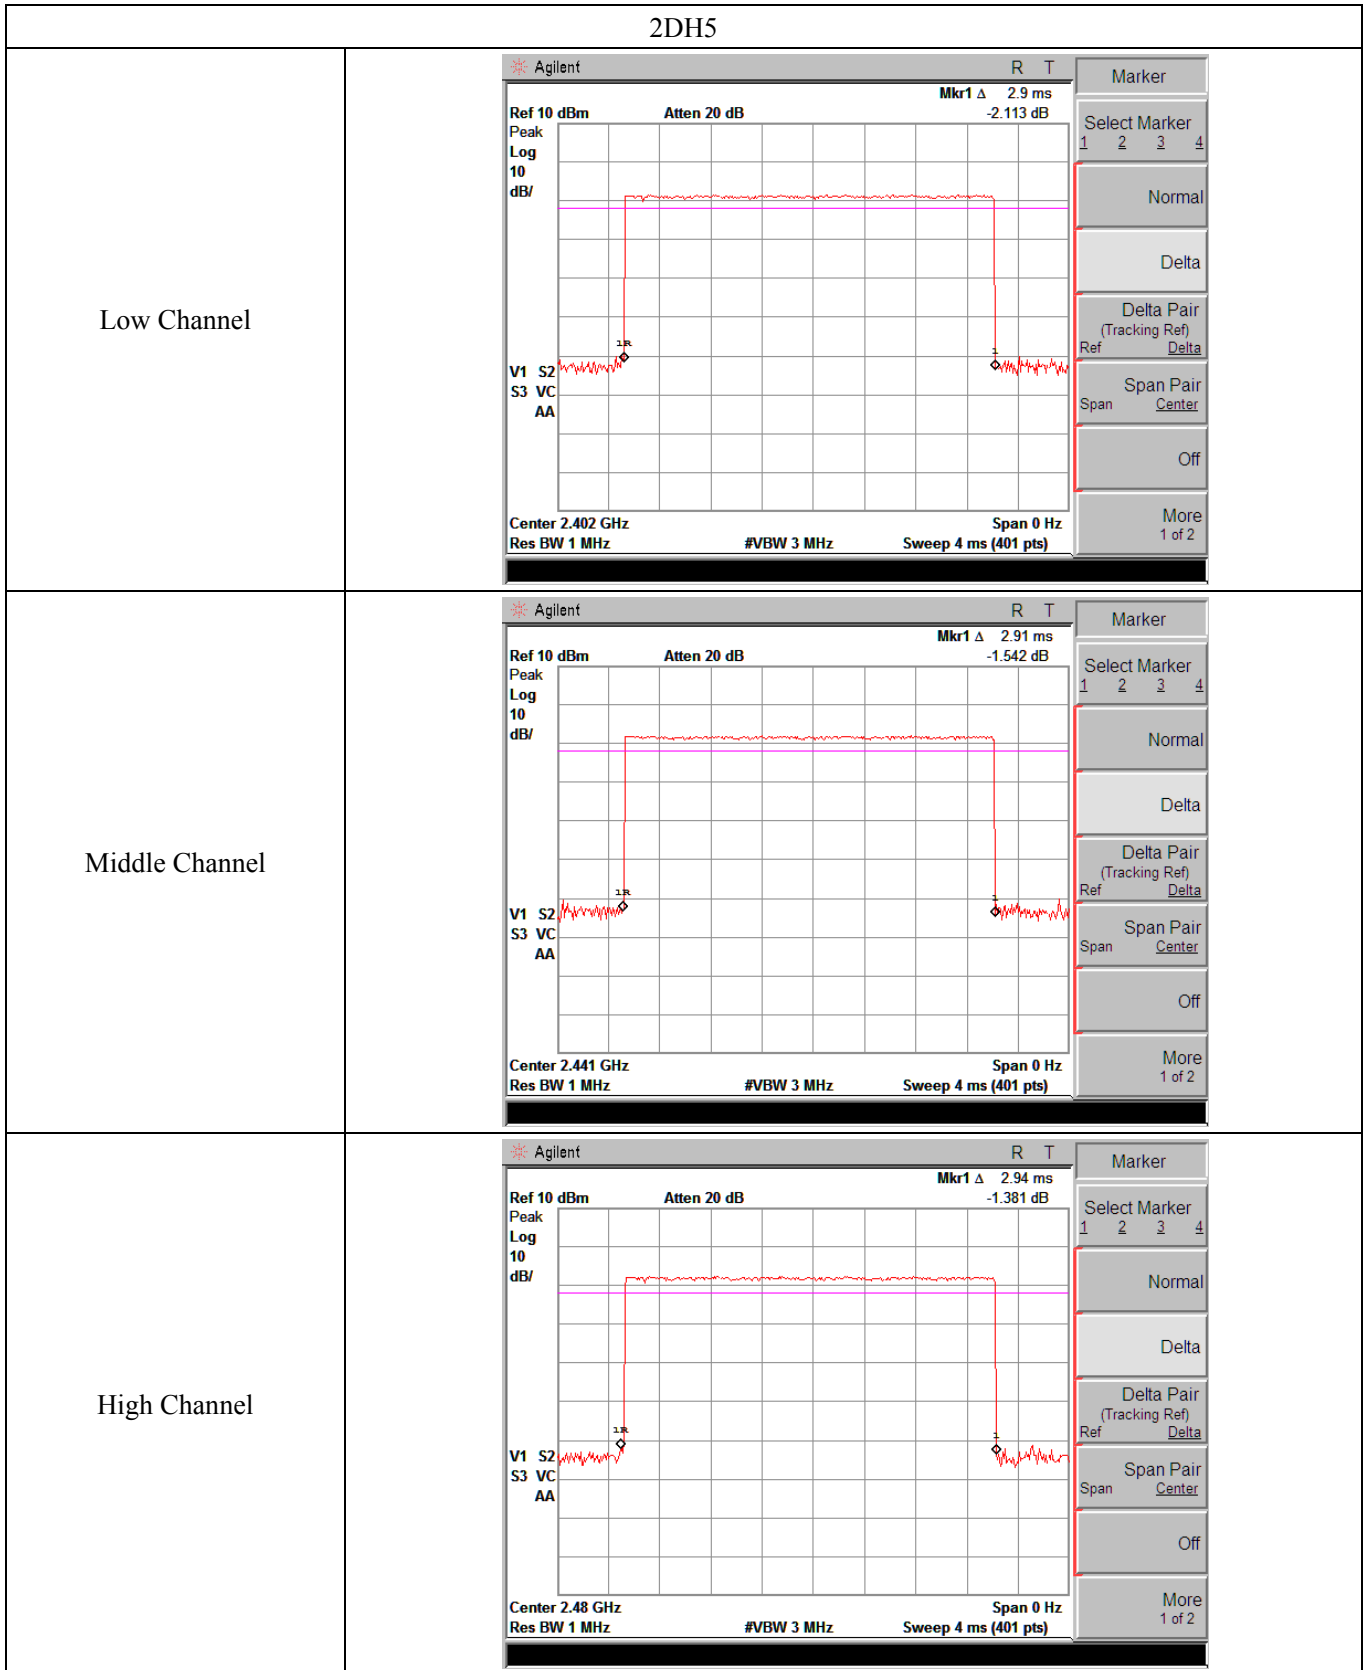 2DH5
Low Channel
Agilent R T
Mkr1 Δ 2.9 ms
Ref 10 dBm Atten 20 dB -2.113 dB
Peak
Log
10
dB/
1R
1
V1 S2
S3 VC
AA
Center 2.402 GHz Span 0 Hz
Res BW 1 MHz #VBW 3 MHz Sweep 4 ms (401 pts)
Marker
Select Marker
1 2 3 4
Normal
Delta
Delta Pair
(Tracking Ref)
Ref Delta
Span Pair
Span Center
Off
More
1 of 2
Middle Channel
Agilent R T
Mkr1 Δ 2.91 ms
Ref 10 dBm Atten 20 dB -1.542 dB
Peak
Log
10
dB/
1R
1
V1 S2
S3 VC
AA
Center 2.441 GHz Span 0 Hz
Res BW 1 MHz #VBW 3 MHz Sweep 4 ms (401 pts)
Marker
Select Marker
1 2 3 4
Normal
Delta
Delta Pair
(Tracking Ref)
Ref Delta
Span Pair
Span Center
Off
More
1 of 2
High Channel
Agilent R T
Mkr1 Δ 2.94 ms
Ref 10 dBm Atten 20 dB -1.381 dB
Peak
Log
10
dB/
1R
1
V1 S2
S3 VC
AA
Center 2.48 GHz Span 0 Hz
Res BW 1 MHz #VBW 3 MHz Sweep 4 ms (401 pts)
Marker
Select Marker
1 2 3 4
Normal
Delta
Delta Pair
(Tracking Ref)
Ref Delta
Span Pair
Span Center
Off
More
1 of 2